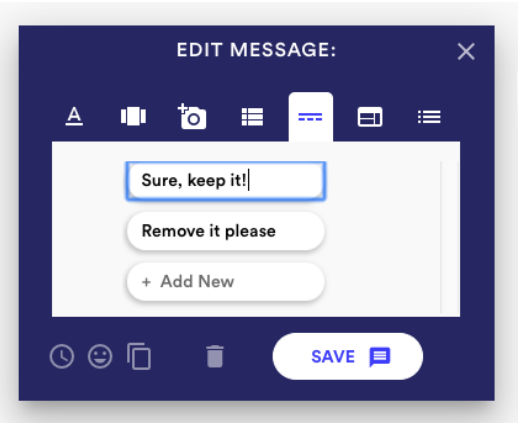 EDIT MESSAGE:
A
Sure, keep it!
Remove it please
+ Add New
SAVE